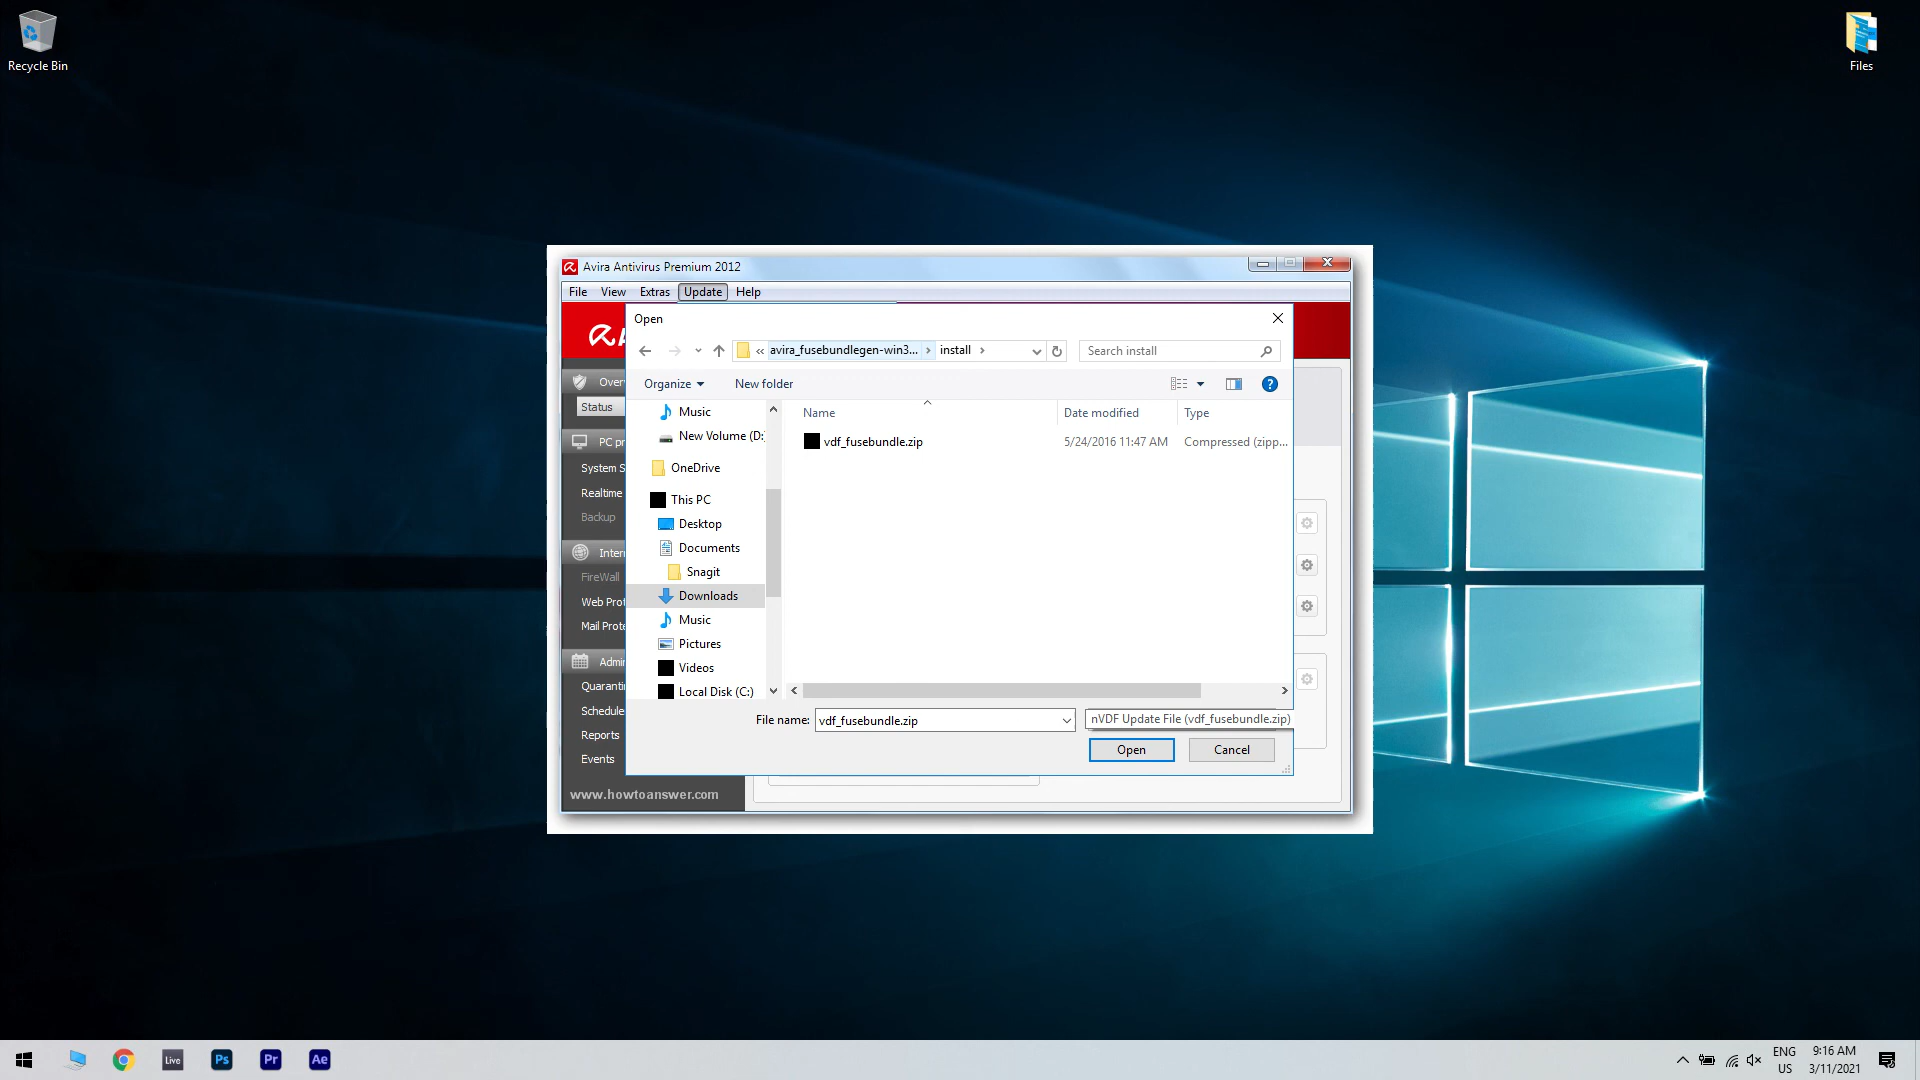 Recycle Bin
Files
Avira Antivirus Premium 2012
File View Extras Update Help
Open
« avira_fusebundlegen-win3... › install ›
Search install
Organize
New folder
Status
System S
Realtime
Backup
FireWall
Web Prot
Mail Prote
Quaranti
Schedule
Reports
Events
www.howtoanswer.com
Music
New Volume (D:
OneDrive
This PC
Desktop
Documents
Snagit
Downloads
Music
Pictures
Videos
Local Disk (C:)
Name Date modified Type
vdf_fusebundle.zip 5/24/2016 11:47 AM Compressed (zipp...
File name: vdf_fusebundle.zip
nVDF Update File (vdf_fusebundle.zip)
Open Cancel
Live
Ps
Pr
Ae
ENG
US
9:16 AM
3/11/2021